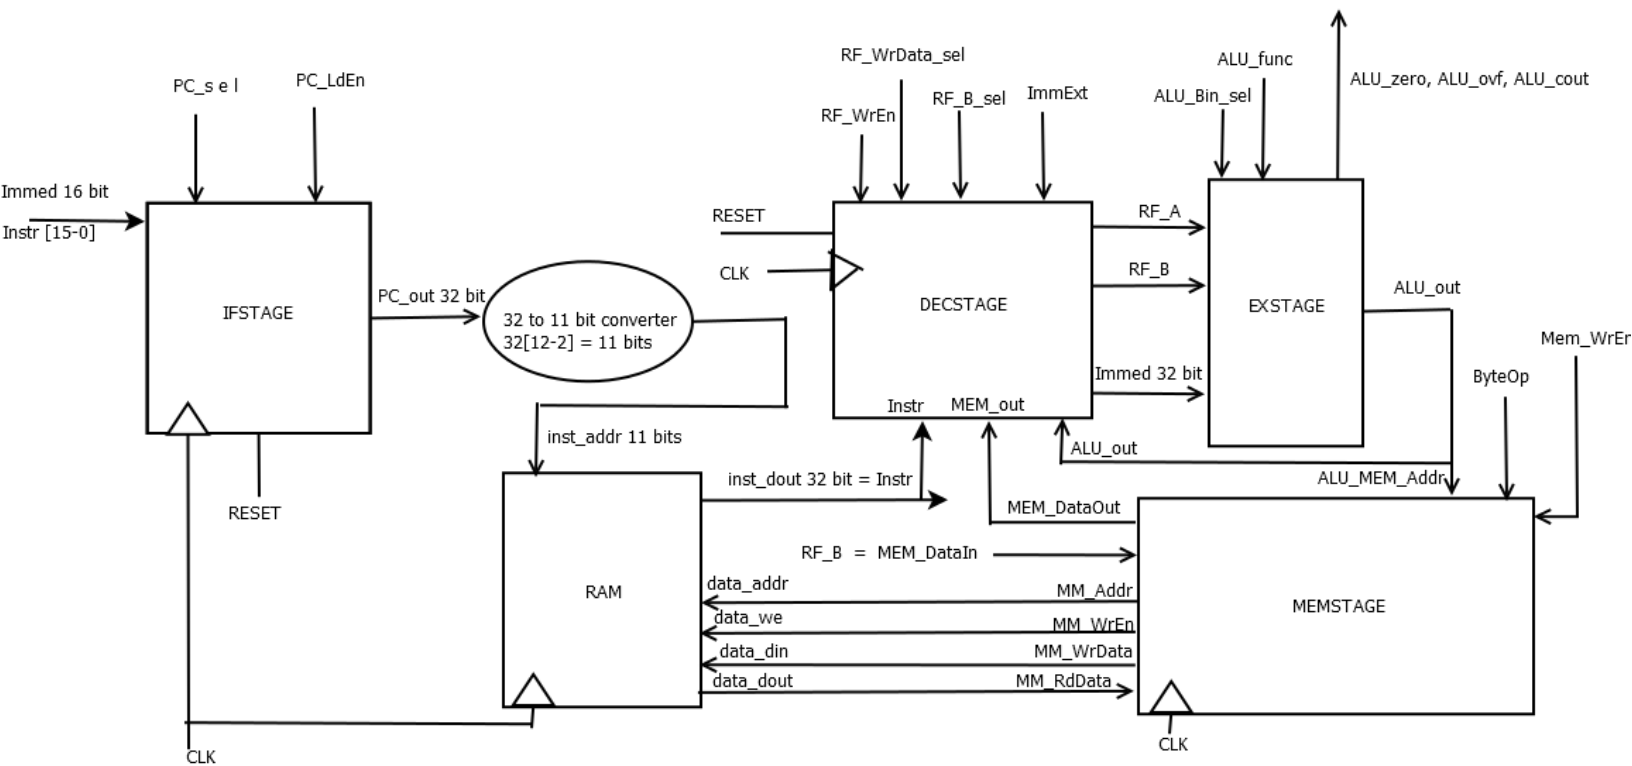 PC_s e l
PC_LdEn
Immed 16 bit
Instr [15-0]
IFSTAGE
PC_out 32 bit
32 to 11 bit converter
32[12-2] = 11 bits
inst_addr 11 bits
RESET
CLK
RF_WrData_sel
RF_B_sel
ImmExt
RF_WrEn
RESET
CLK
DECSTAGE
Instr
MEM_out
RF_A
RF_B
Immed 32 bit
ALU_func
ALU_Bin_sel
ALU_zero, ALU_ovf, ALU_cout
EXSTAGE
ALU_out
Mem_WrEr
ByteOp
ALU_out
ALU_MEM_Addr
inst_dout 32 bit = Instr
MEM_DataOut
RF_B = MEM_DataIn
RAM
data_addr
MM_Addr
data_we
MM_WrEn
data_din
MM_WrData
data_dout
MM_RdData
MEMSTAGE
CLK